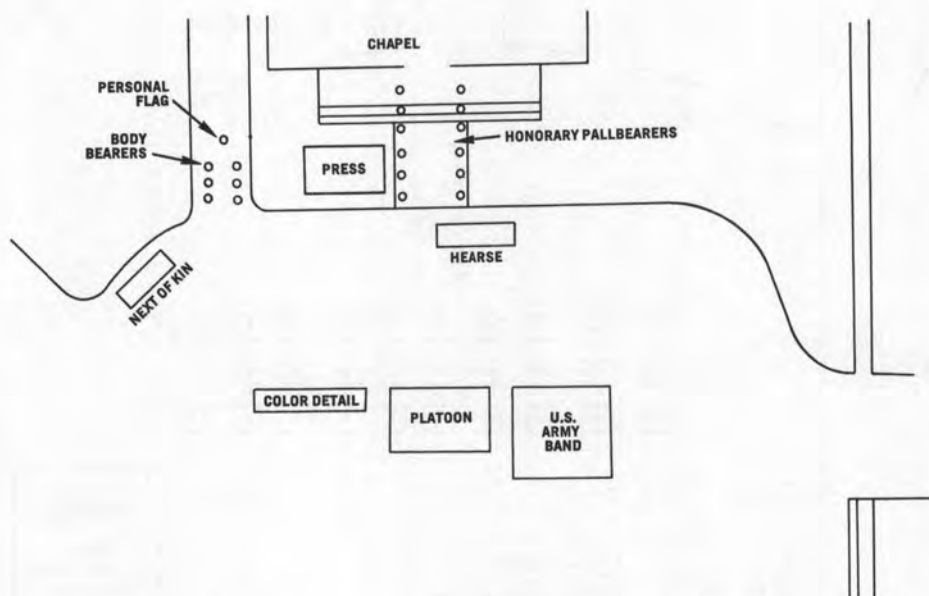 CHAPEL
PERSONAL
FLAG
BODY
BEARERS
HONORARY PALLBEARERS
PRESS
HEARSE
NEXT OF KIN
COLOR DETAIL
PLATOON
U.S.
ARMY
BAND